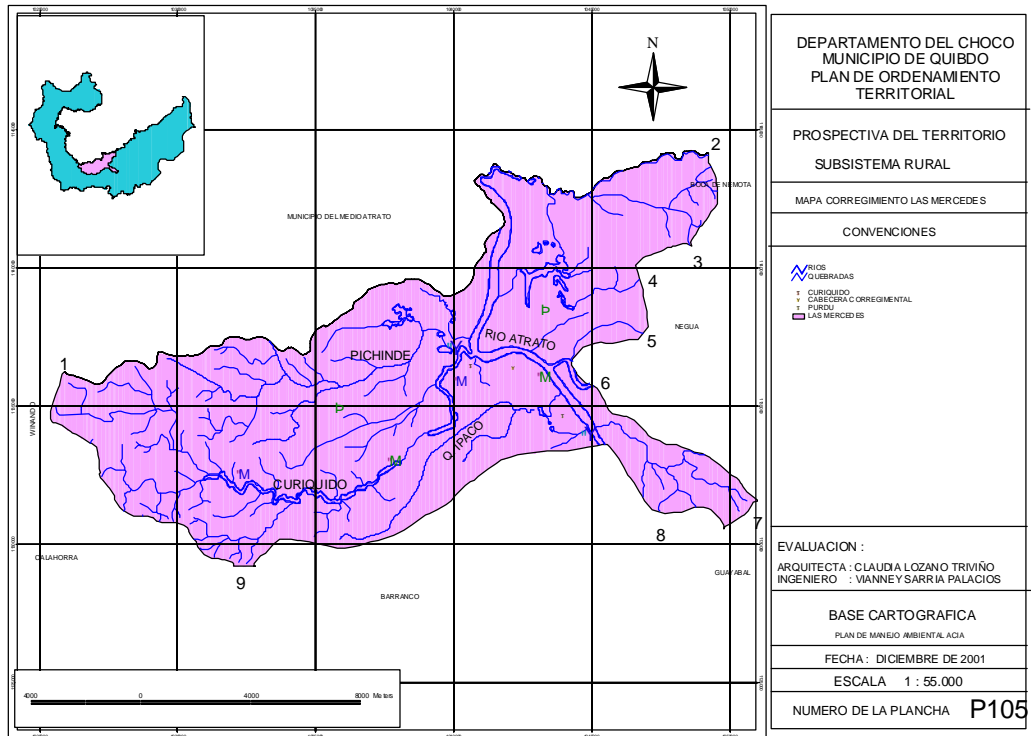 N
2
BOCA DE NEMOTA
MUNICIPIO DEL MEDIO ATRATO
3
4
NEGUA
5
RIO ATRATO
PICHINDE
1
6
M
M
WINANDO
Q. IPACO
M
M
CURIQUIDO
7
8
CALAHORRA
9
GUAYABAL
BARRANCO
4000 0 4000 8000 Meters
DEPARTAMENTO DEL CHOCO
MUNICIPIO DE QUIBDO
PLAN DE ORDENAMIENTO
TERRITORIAL
PROSPECTIVA DEL TERRITORIO
SUBSISTEMA RURAL
MAPA CORREGIMIENTO LAS MERCEDES
CONVENCIONES
RIOS
QUEBRADAS
CURIQUIDO
CABECERA CORREGIMENTAL
PURDU
LAS MERCEDES
EVALUACION :
ARQUITECTA : CLAUDIA LOZANO TRIVIÑO
INGENIERO : VIANNEY SARRIA PALACIOS
BASE CARTOGRAFICA
PLAN DE MANEJO AMBIENTAL ACIA
FECHA : DICIEMBRE DE 2001
ESCALA 1 : 55.000
NUMERO DE LA PLANCHA P105